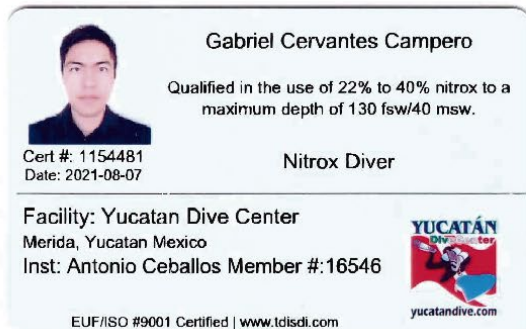 Gabriel Cervantes Campero
Qualified in the use of 22% to 40% nitrox to a
maximum depth of 130 fsw/40 msw.
Cert #: 1154481
Date: 2021-08-07
Nitrox Diver
Facility: Yucatan Dive Center
Merida, Yucatan Mexico
Inst: Antonio Ceballos Member #:16546
YUCATÁN
Dive Center
yucatandive.com
EUF/ISO #9001 Certified | www.tdisdi.com